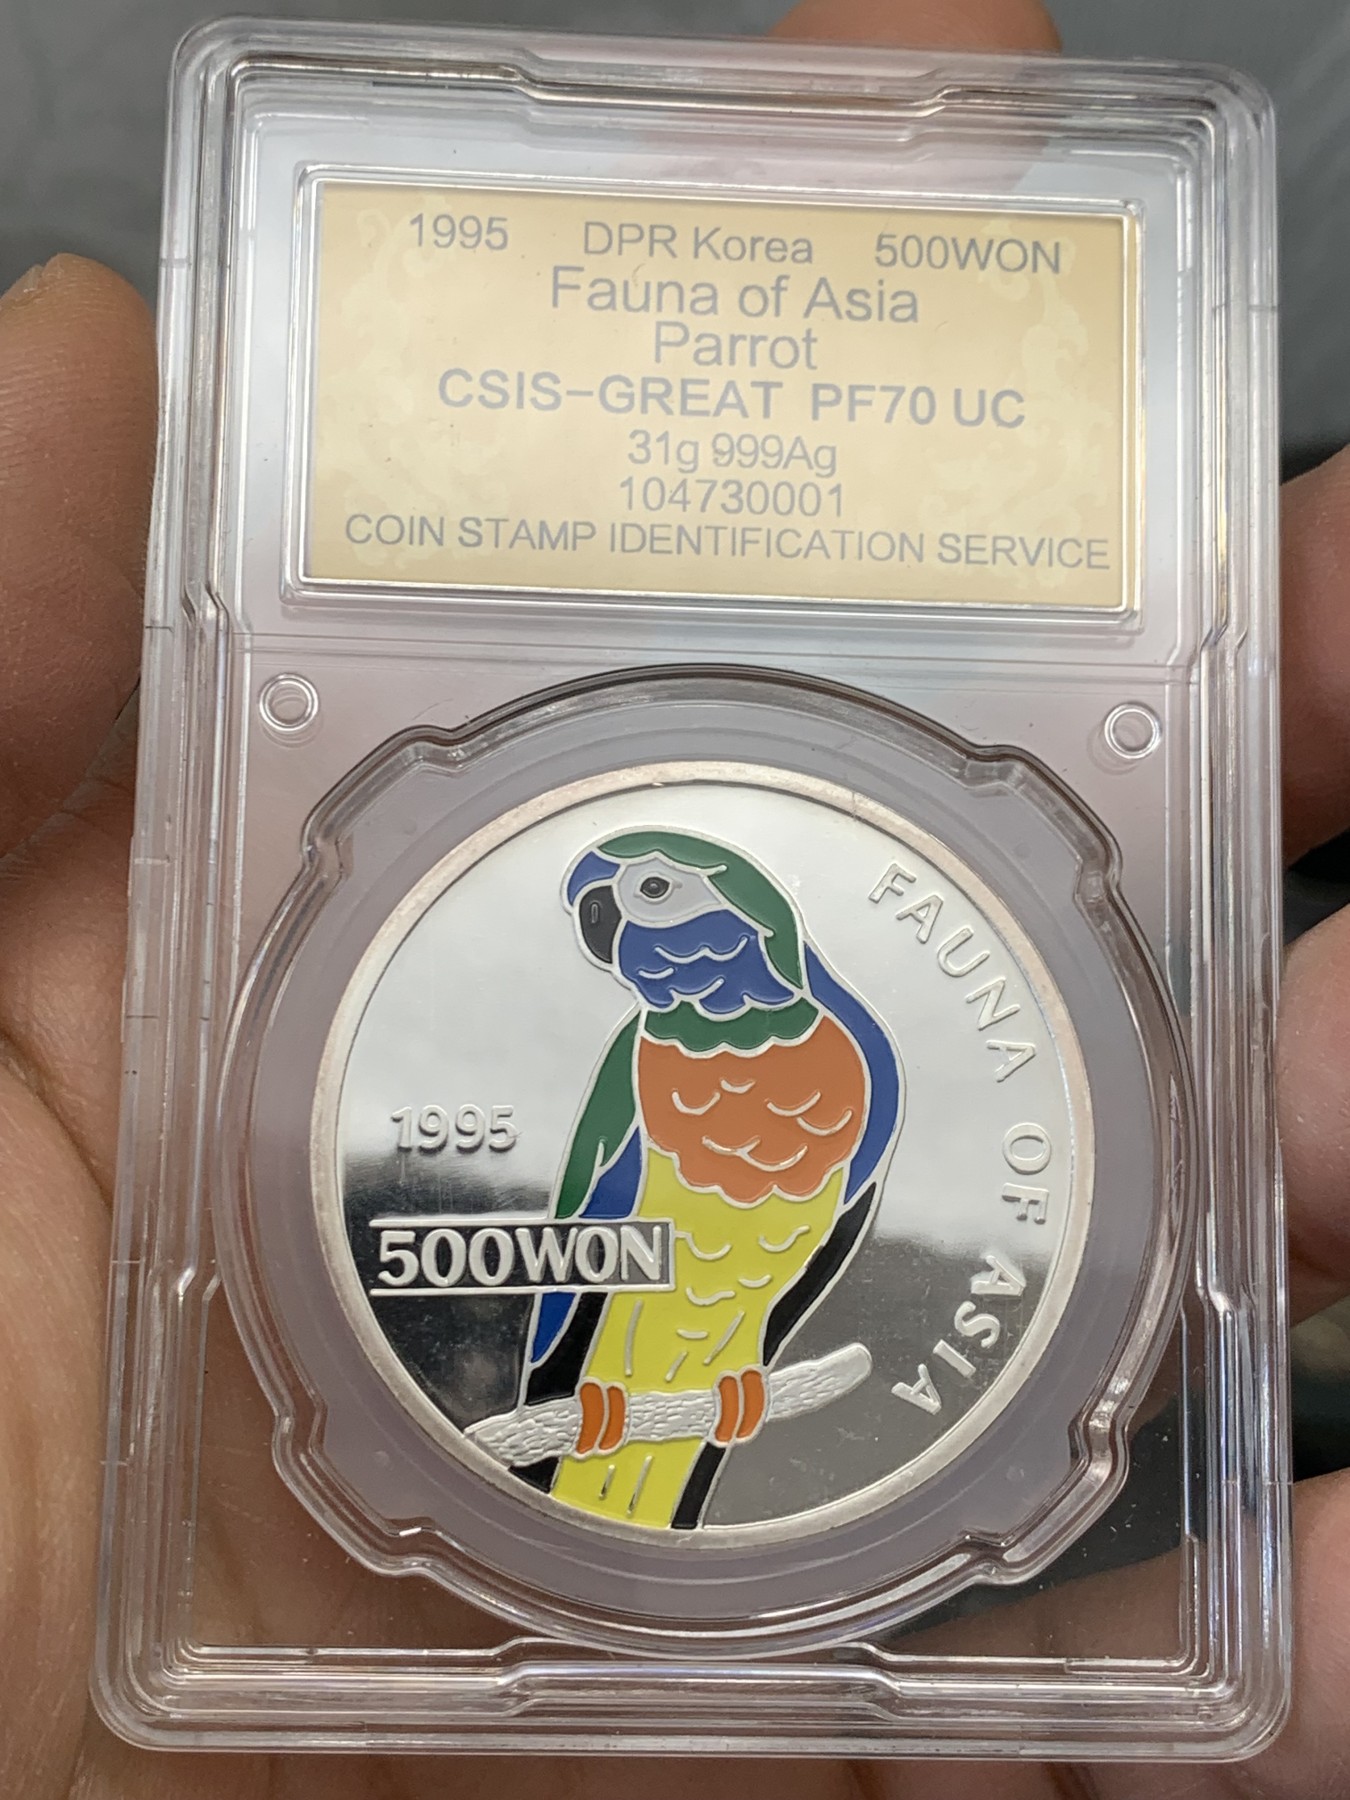 1995 DPR Korea 500WON
Fauna of Asia
Parrot
CSIS-GREAT PF70 UC
31g 999Ag
104730001
COIN STAMP IDENTIFICATION SERVICE
FAUNA OF ASIA
1995
500WON